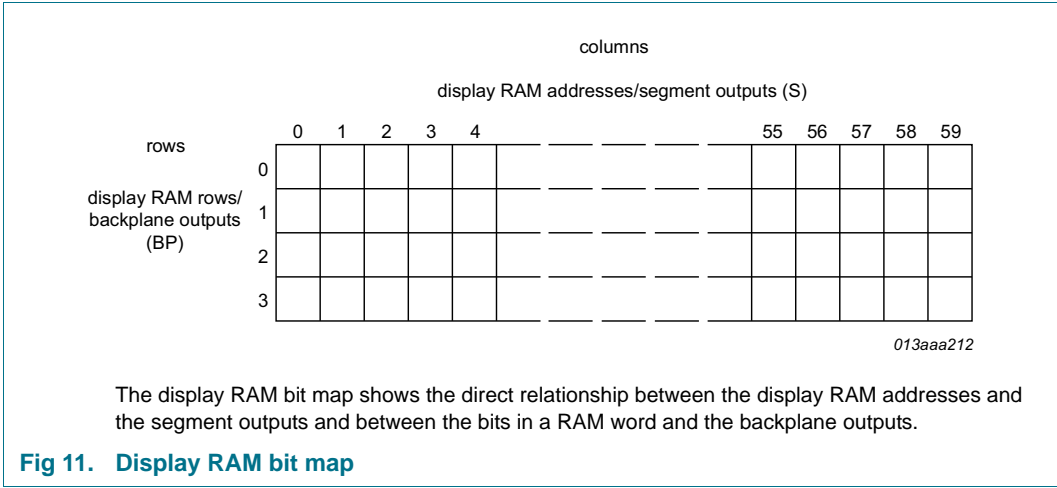 columns
display RAM addresses/segment outputs (S)
0 1 2 3 4 55 56 57 58 59
rows
0
display RAM rows/
backplane outputs
(BP)
1
2
3
013aaa212
The display RAM bit map shows the direct relationship between the display RAM addresses and
the segment outputs and between the bits in a RAM word and the backplane outputs.
Fig 11. Display RAM bit map